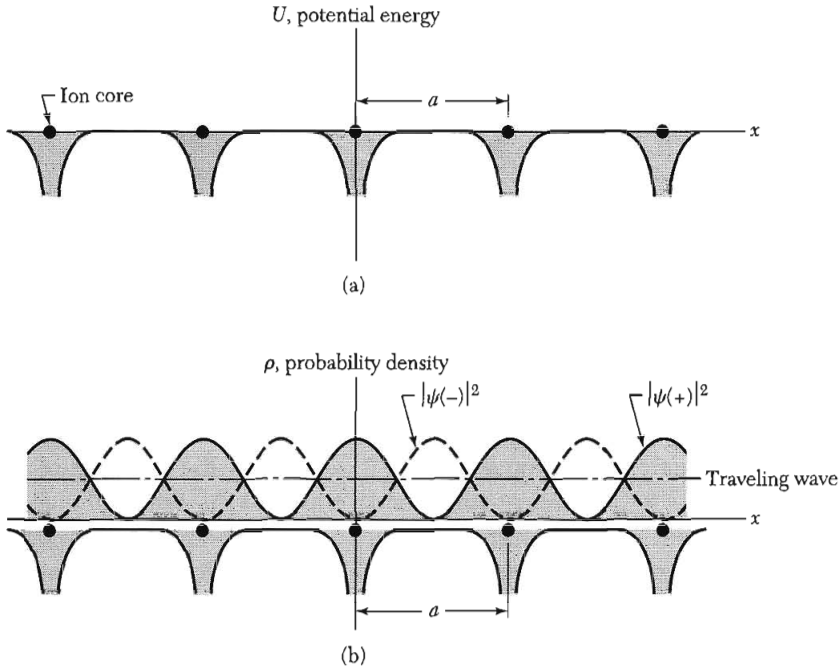 U, potential energy
Ion core
a
x
(a)
ρ, probability density
|ψ(−)|²
|ψ(+)|²
Traveling wave
x
a
(b)